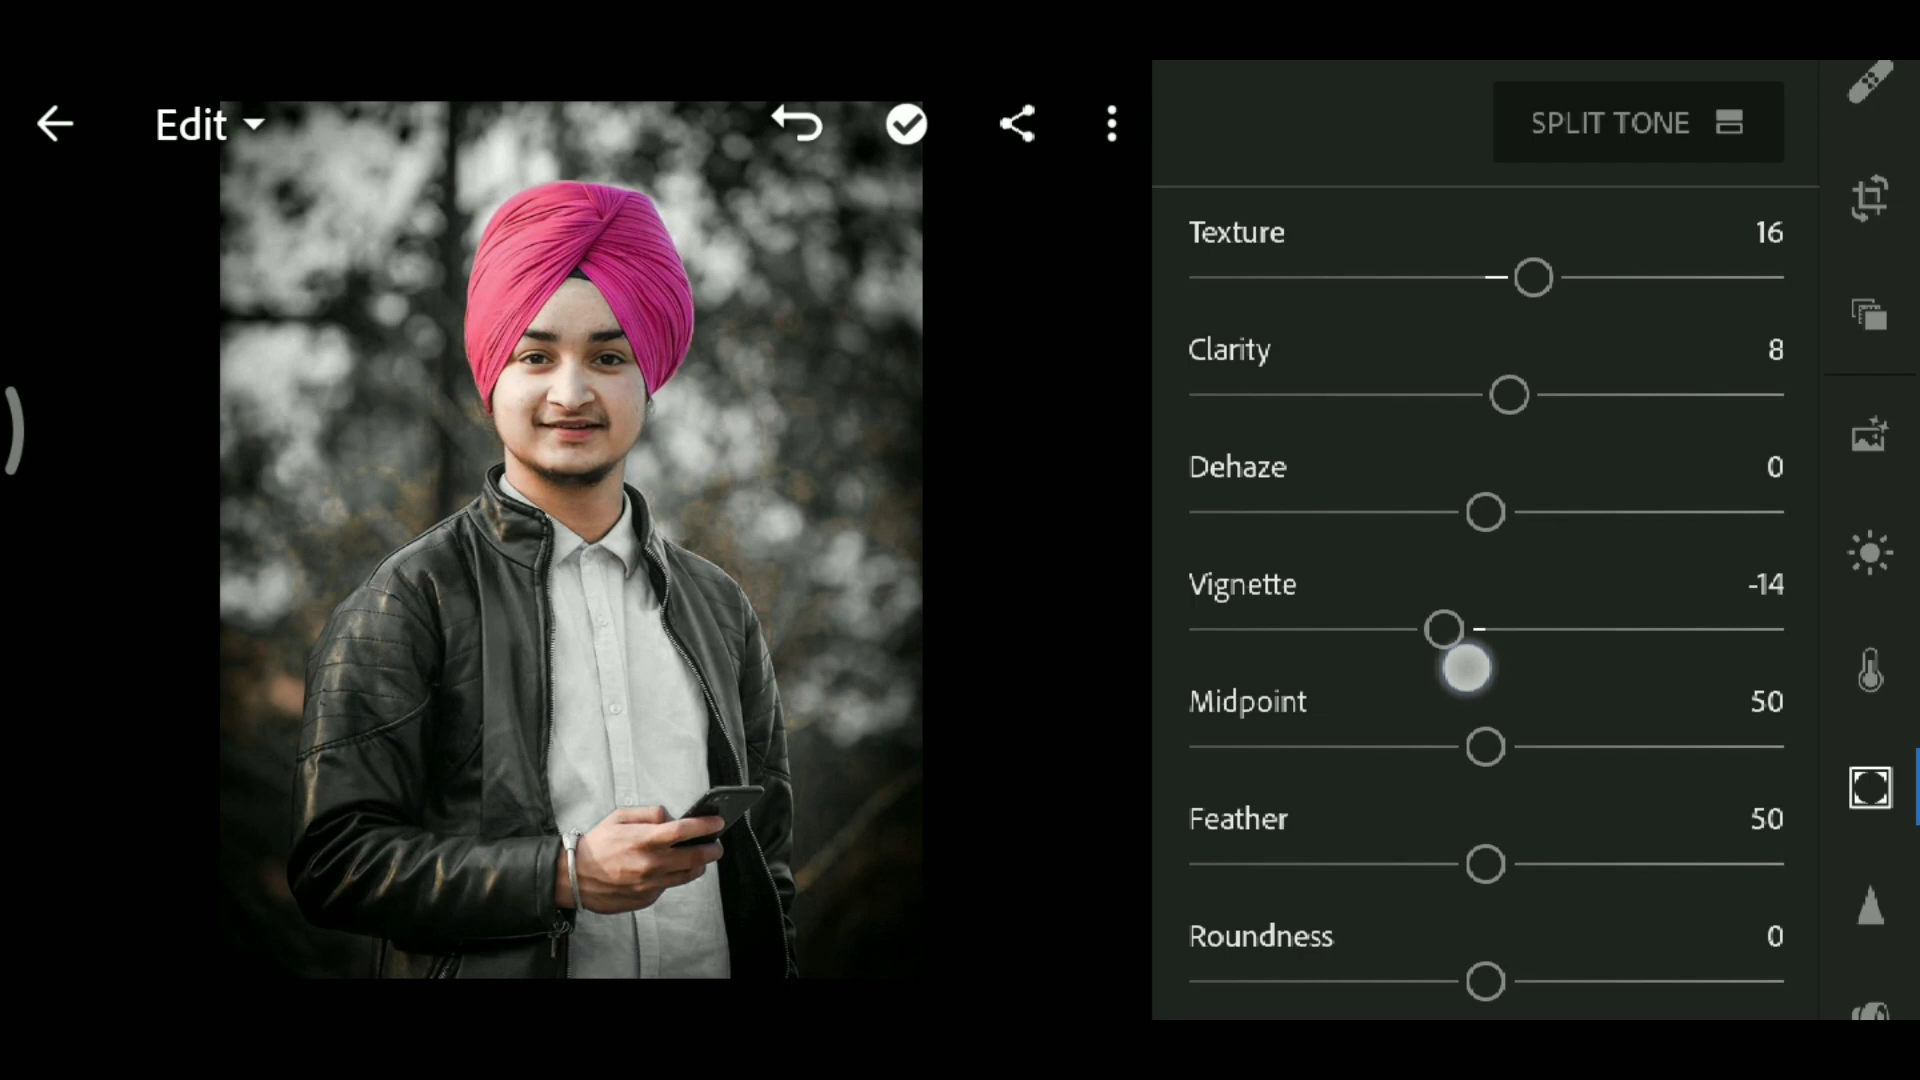 Edit
SPLIT TONE
Texture 16
Clarity 8
Dehaze 0
Vignette -14
Midpoint 50
Feather 50
Roundness 0